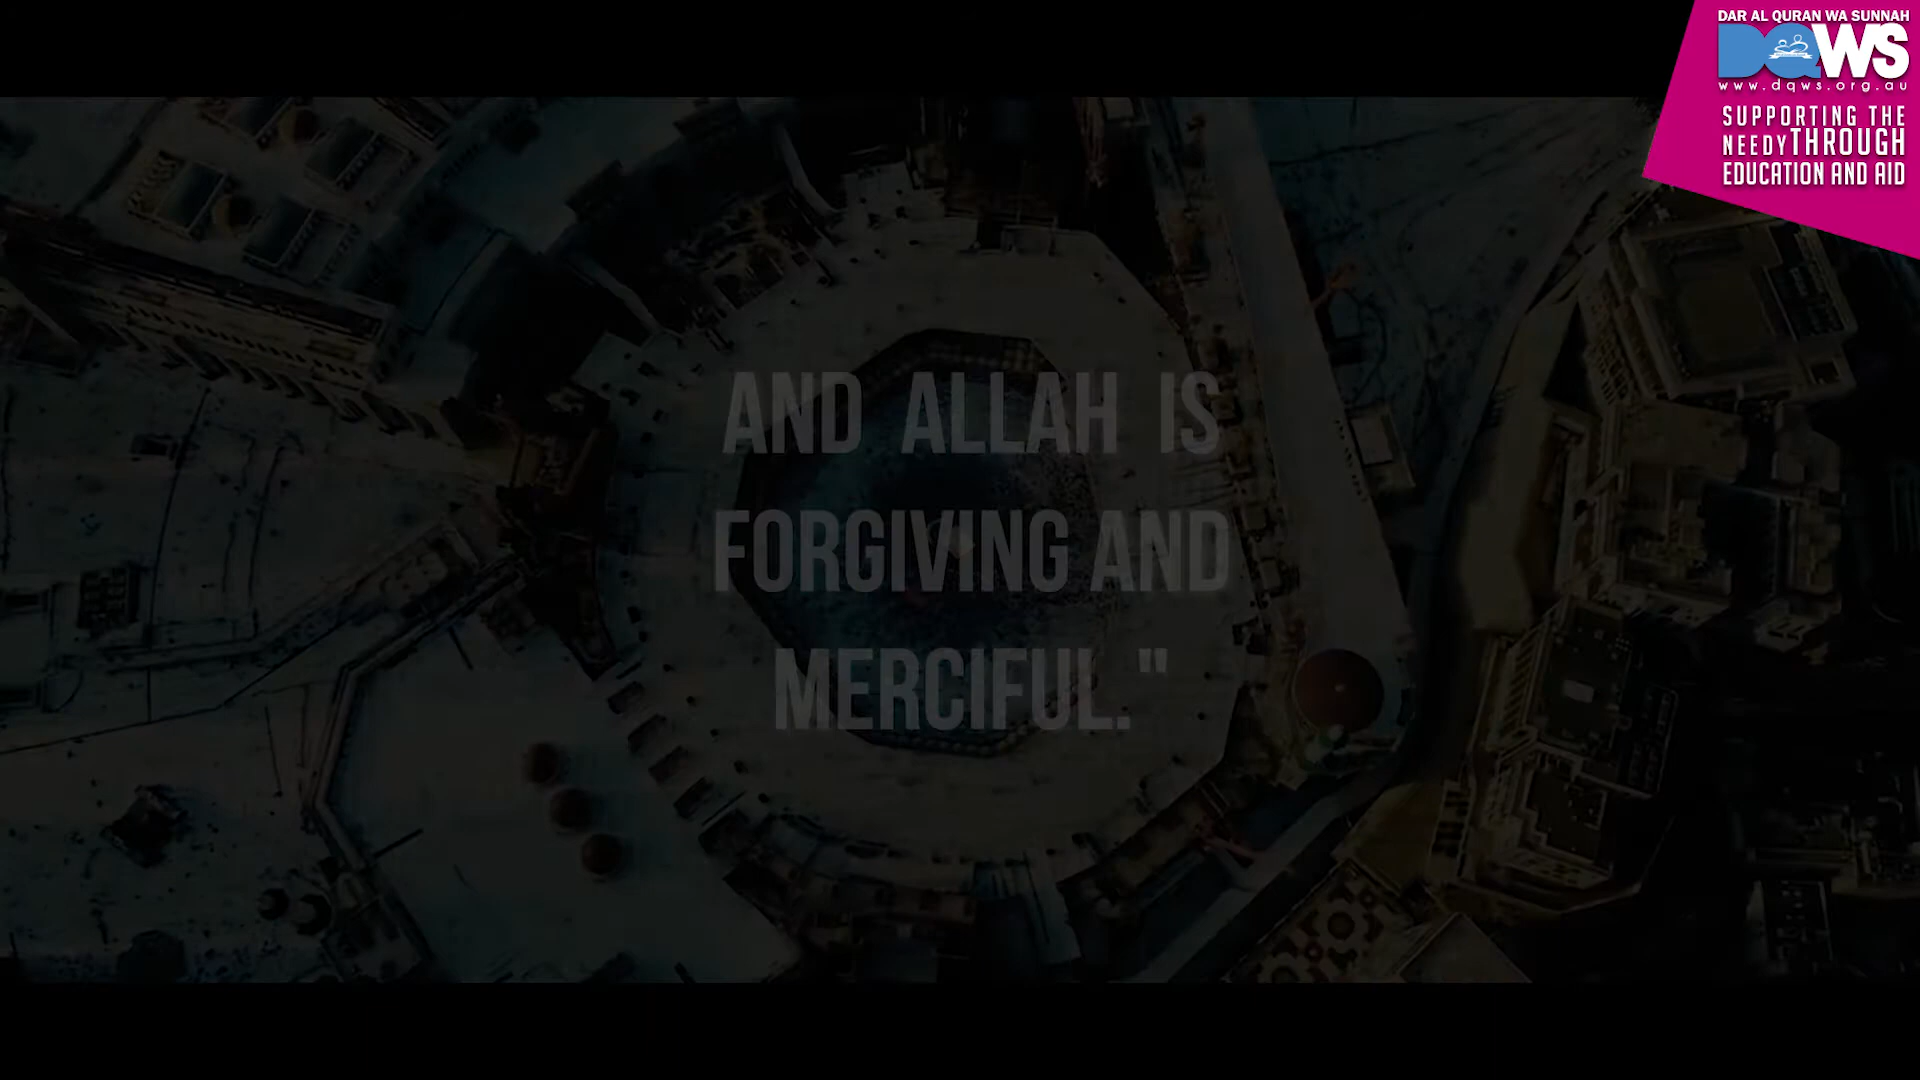 DAR AL QURAN WA SUNNAH
DQWS
www.dqws.org.au
SUPPORTING THE
NEEDY THROUGH
EDUCATION AND AID
AND ALLAH IS
FORGIVING AND
MERCIFUL."